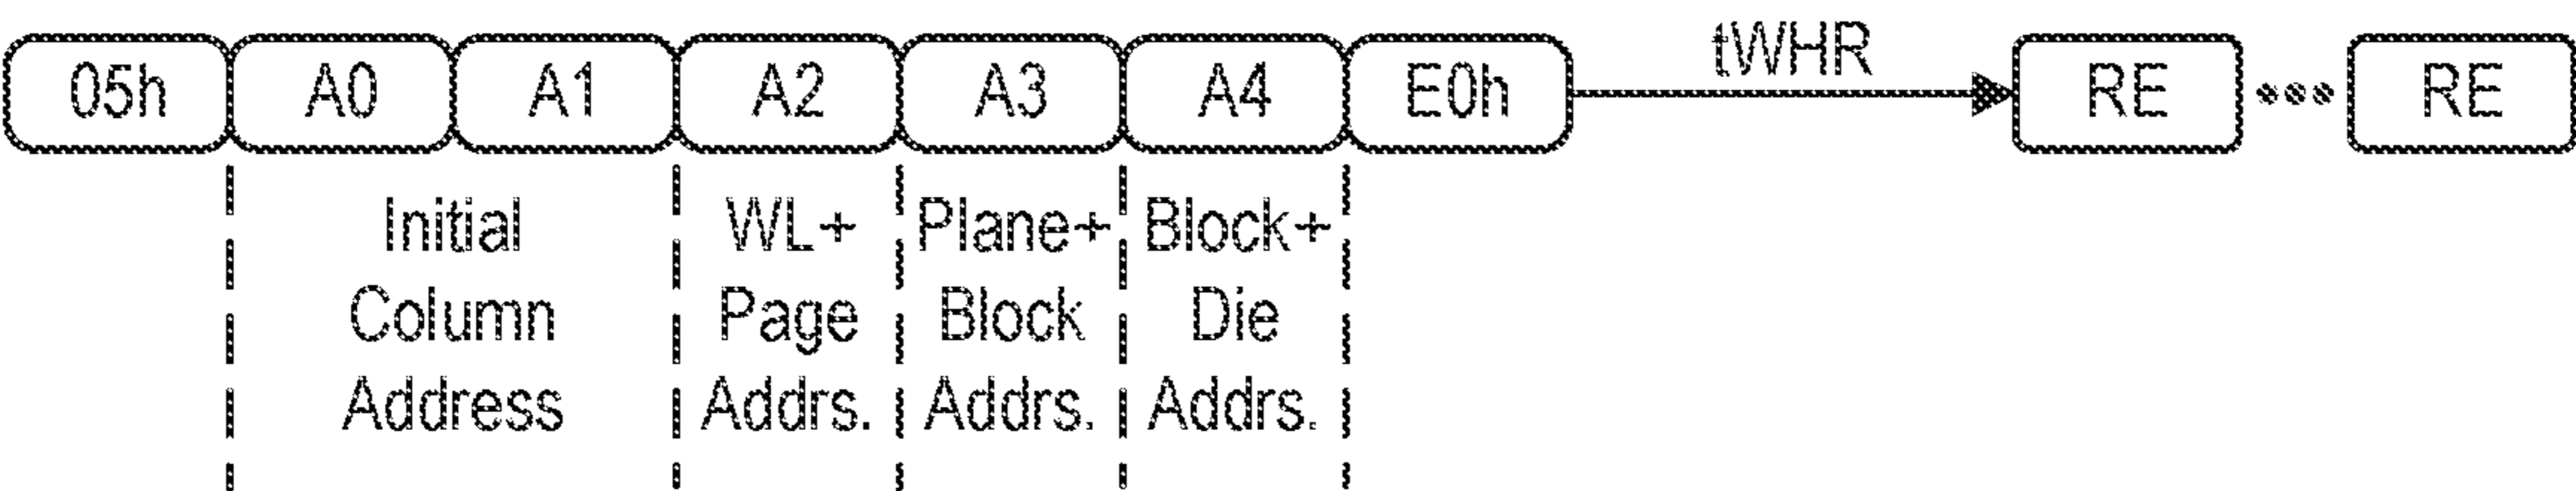 tWHR
05h A0 A1 A2 A3 A4 E0h RE ••• RE
Initial Column Address
WL+ Page Addrs.
Plane+ Block Addrs.
Block+ Die Addrs.